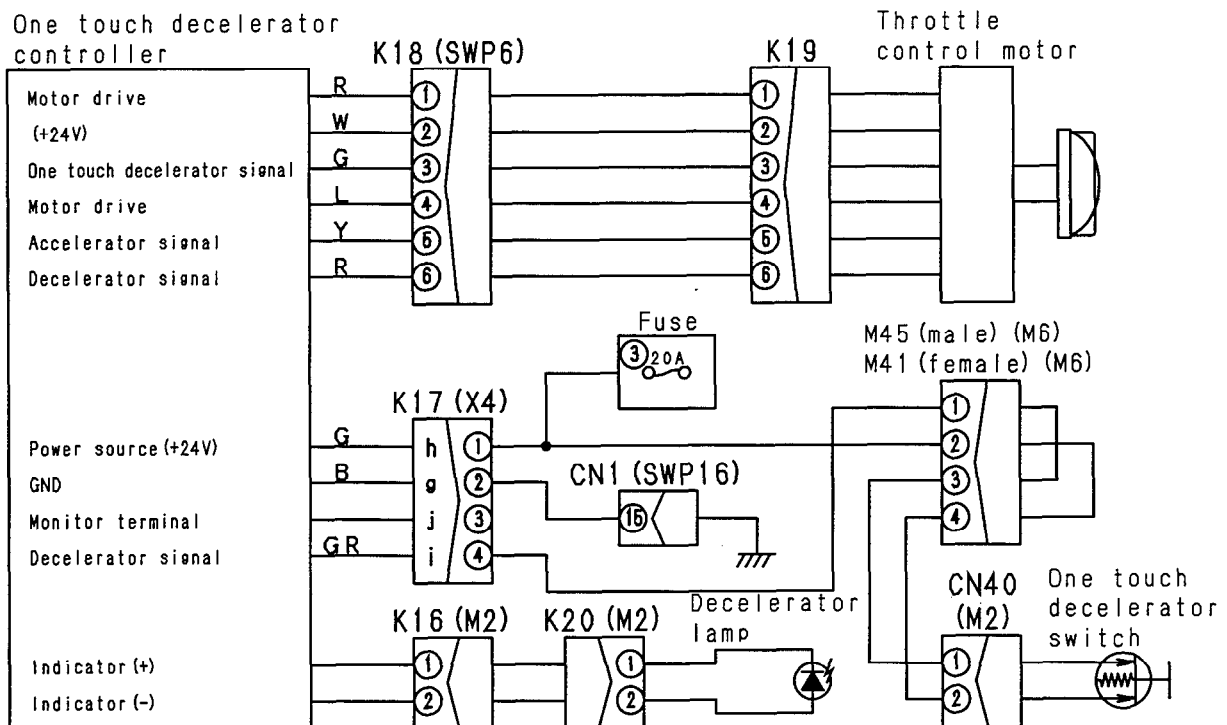 One touch decelerator
controller
K18 (SWP6)
K19
Throttle
control motor
Motor drive
R
1
1
(+24V)
W
2
2
One touch decelerator signal
G
3
3
Motor drive
L
4
4
Accelerator signal
Y
5
5
Decelerator signal
R
6
6
Fuse
3
20A
M45 (male) (M6)
M41 (female) (M6)
K17 (X4)
1
2
3
4
Power source (+24V)
G
h
1
GND
B
g
2
Monitor terminal
j
3
Decelerator signal
GR
i
4
CN1 (SWP16)
15
K16 (M2)
K20 (M2)
Decelerator
lamp
CN40
(M2)
One touch
decelerator
switch
Indicator (+)
1
1
1
Indicator (-)
2
2
2